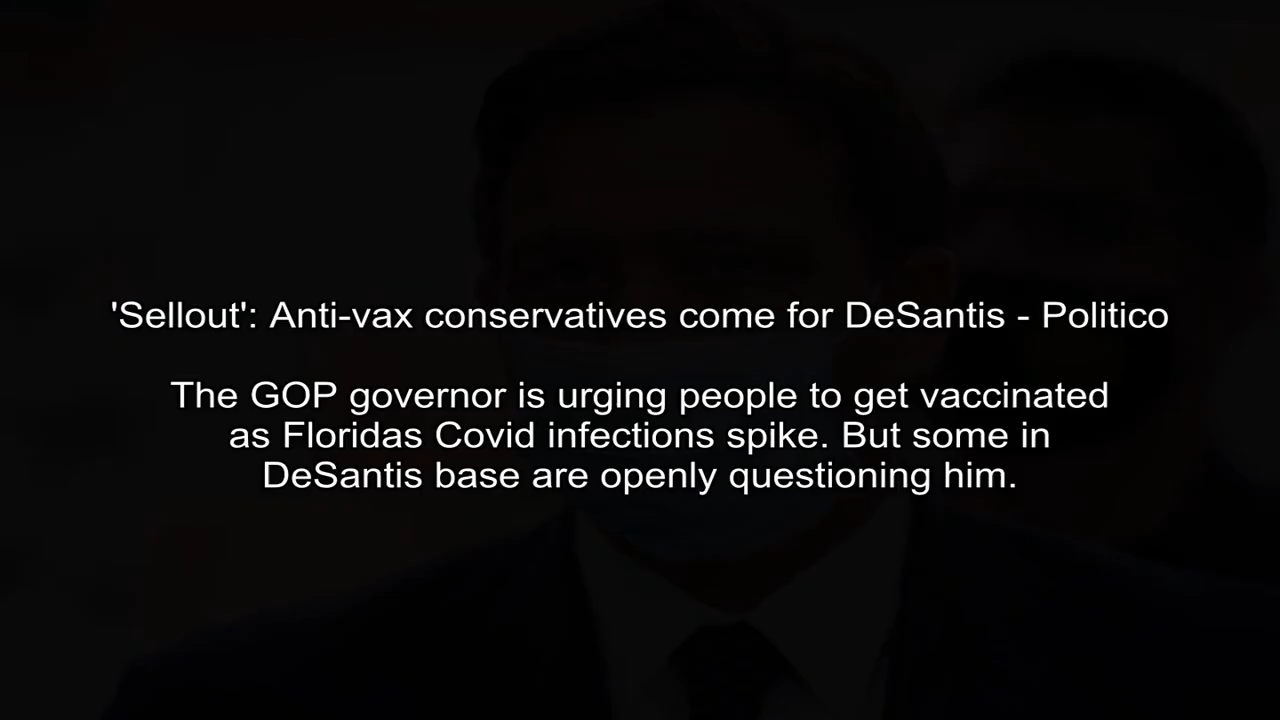 'Sellout': Anti-vax conservatives come for DeSantis - Politico
The GOP governor is urging people to get vaccinated
as Floridas Covid infections spike. But some in
DeSantis base are openly questioning him.